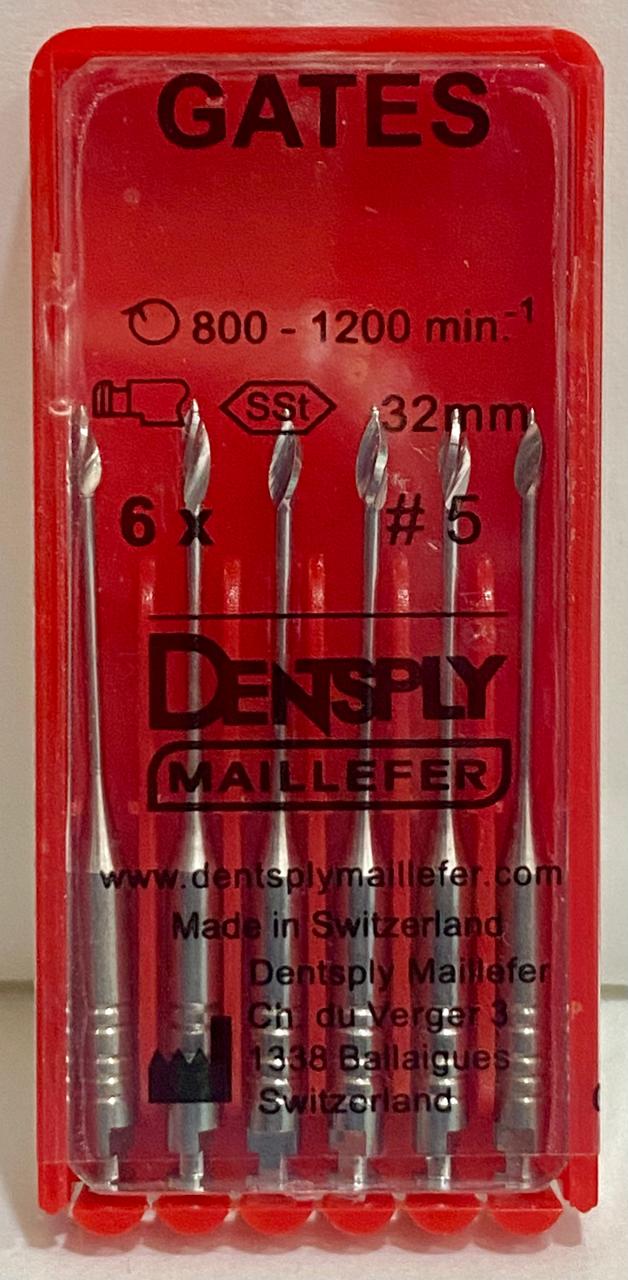 GATES
800 - 1200 min.⁻¹
SSt 32mm
6 x # 5
DENTSPLY
MAILLEFER
www.dentsplymaillefer.com
Made in Switzerland
Dentsply Maillefer
Ch. du Verger 3
1338 Ballaigues
Switzerland